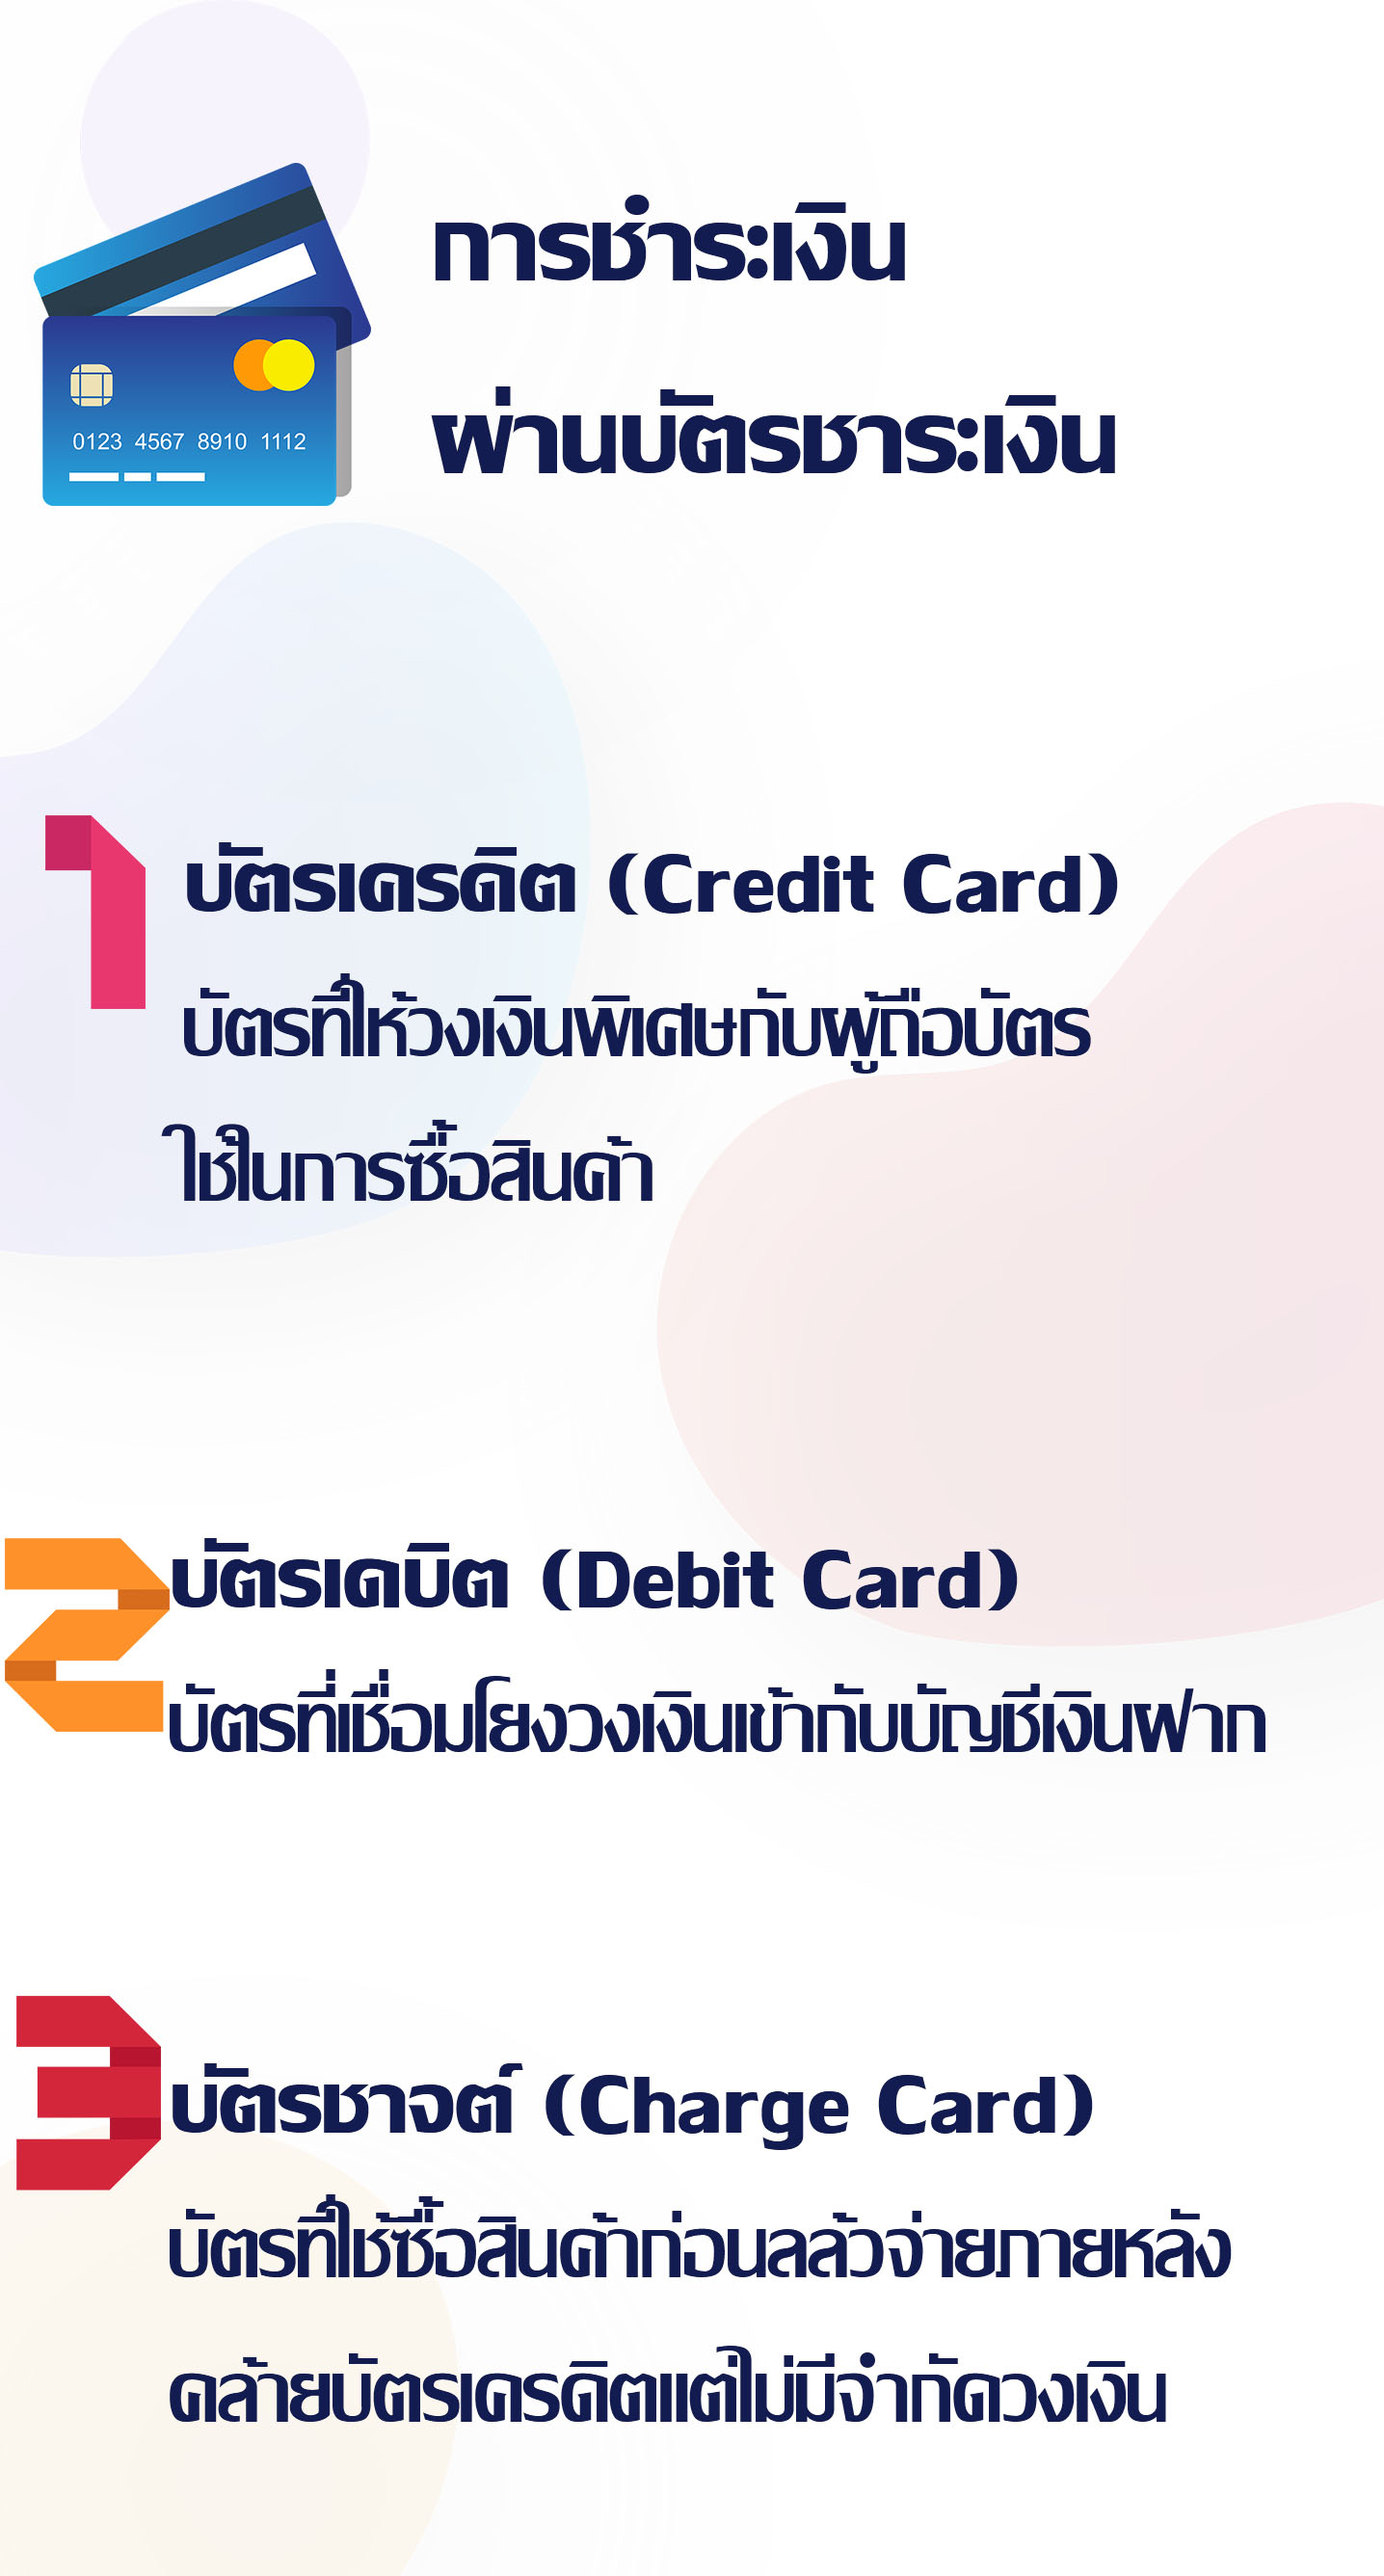 การชำระเงิน
ผ่านบัตรชาระเงิน
0123 4567 8910 1112
1 บัตรเครดิต (Credit Card)
บัตรที่ให้วงเงินพิเศษกับผู้ถือบัตร
ใช้ในการซื้อสินค้า
2 บัตรเดบิต (Debit Card)
บัตรที่เชื่อมโยงวงเงินเข้ากับบัญชีเงินฝาก
3 บัตรชาจต์ (Charge Card)
บัตรที่ใช้ซื้อสินค้าก่อนลล้วจ่ายภายหลัง
คล้ายบัตรเครดิตแต่ไม่มีจำกัดวงเงิน